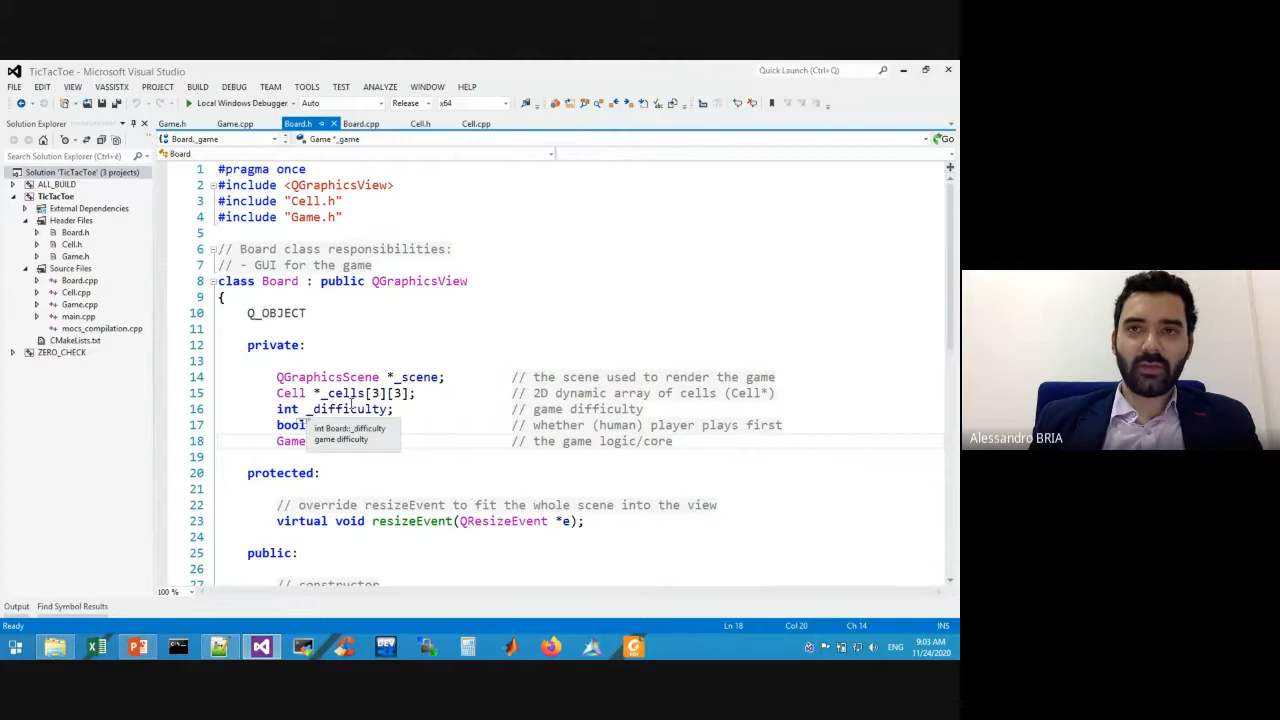 TicTacToe - Microsoft Visual Studio
Quick Launch (Ctrl+Q)
FILE EDIT VIEW VASSISTX PROJECT BUILD DEBUG TEAM TOOLS TEST ANALYZE WINDOW HELP
Local Windows Debugger Auto Release x64
Solution Explorer
Game.h Game.cpp Board.h Board.cpp Cell.h Cell.cpp
Board._game Game *_game Go
Search Solution Explorer (Ctrl+è)
Board
Solution 'TicTacToe' (3 projects)
ALL_BUILD
TicTacToe
External Dependencies
Header Files
Board.h
Cell.h
Game.h
Source Files
Board.cpp
Cell.cpp
Game.cpp
main.cpp
mocs_compilation.cpp
CMakeLists.txt
ZERO_CHECK
1 #pragma once
2 #include <QGraphicsView>
3 #include "Cell.h"
4 #include "Game.h"
5
6 // Board class responsibilities:
7 // - GUI for the game
8 class Board : public QGraphicsView
9 {
10 Q_OBJECT
11
12 private:
13
14 QGraphicsScene *_scene; // the scene used to render the game
15 Cell *_cells[3][3]; // 2D dynamic array of cells (Cell*)
16 int _difficulty; // game difficulty
17 bool // whether (human) player plays first
int Board::_difficulty
game difficulty
18 Game // the game logic/core
19
20 protected:
21
22 // override resizeEvent to fit the whole scene into the view
23 virtual void resizeEvent(QResizeEvent *e);
24
25 public:
26
27 // constructor
100 %
Output Find Symbol Results
Ready Ln 18 Col 20 Ch 14 INS
DEV
PDF
ENG
9:03 AM
11/24/2020
Alessandro BRIA